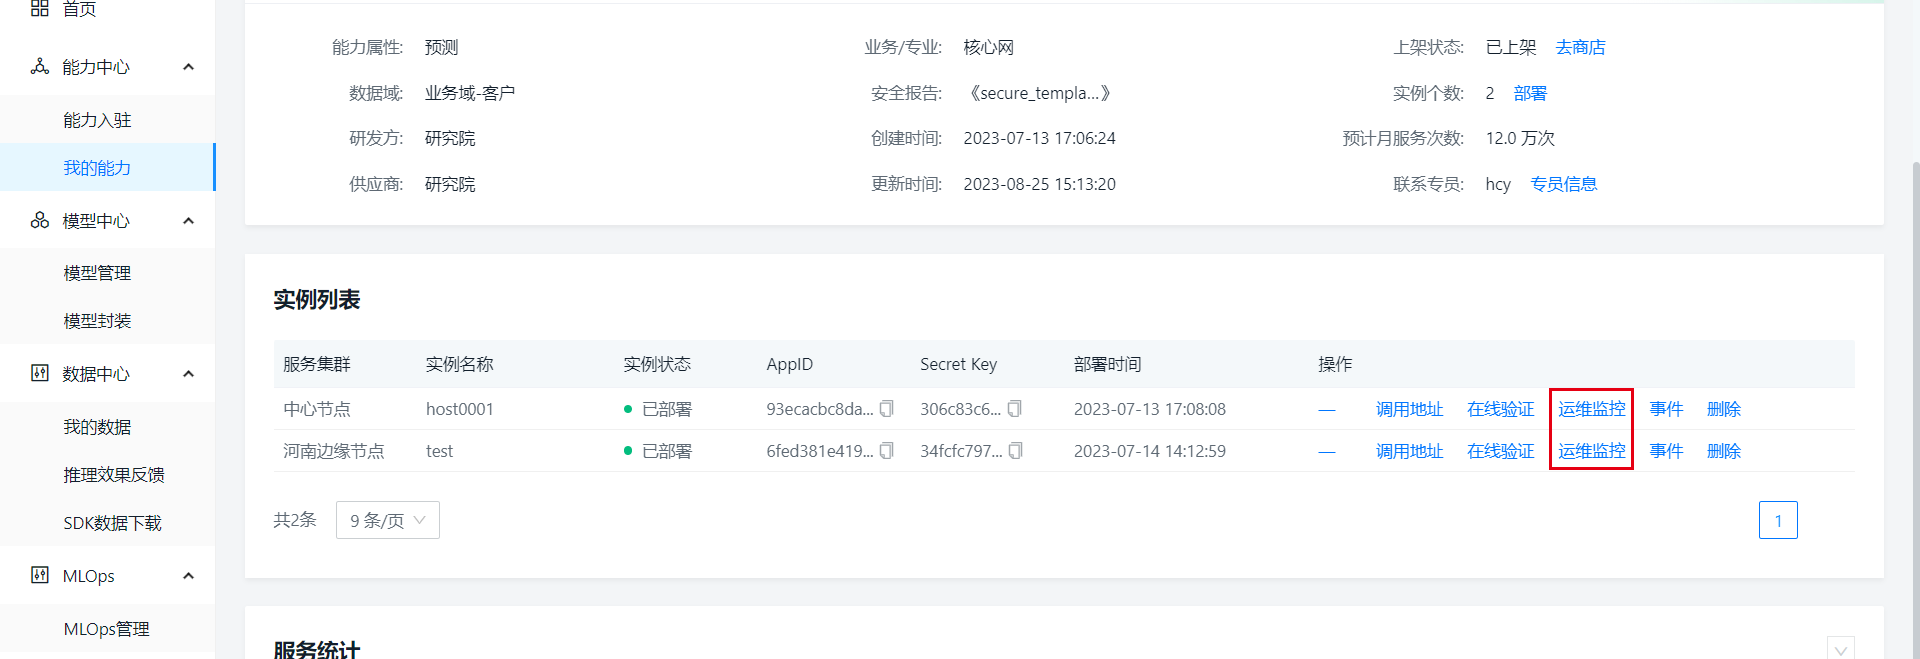 首页
能力中心
能力入驻
我的能力
模型中心
模型管理
模型封装
数据中心
我的数据
推理效果反馈
SDK数据下载
MLOps
MLOps管理
能力属性: 预测 业务/专业: 核心网 上架状态: 已上架 去商店
数据域: 业务域-客户 安全报告: 《secure_templa...》 实例个数: 2 部署
研发方: 研究院 创建时间: 2023-07-13 17:06:24 预计月服务次数: 12.0 万次
供应商: 研究院 更新时间: 2023-08-25 15:13:20 联系专员: hcy 专员信息
实例列表
服务集群 实例名称 实例状态 AppID Secret Key 部署时间 操作
中心节点 host0001 已部署 93ecacbc8da... 306c83c6... 2023-07-13 17:08:08 — 调用地址 在线验证 运维监控 事件 删除
河南边缘节点 test 已部署 6fed381e419... 34fcfc797... 2023-07-14 14:12:59 — 调用地址 在线验证 运维监控 事件 删除
共2条 9 条/页 1
服务统计